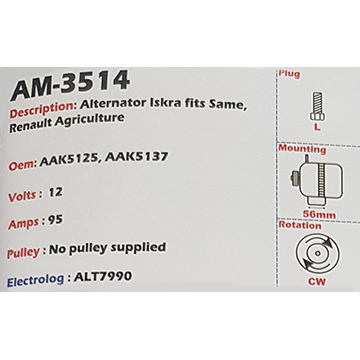 AM-3514
Description: Alternator Iskra fits Same,
Renault Agriculture
Oem: AAK5125, AAK5137
Volts : 12
Amps : 95
Pulley : No pulley supplied
Electrolog : ALT7990
Plug
L
Mounting
56mm
Rotation
CW